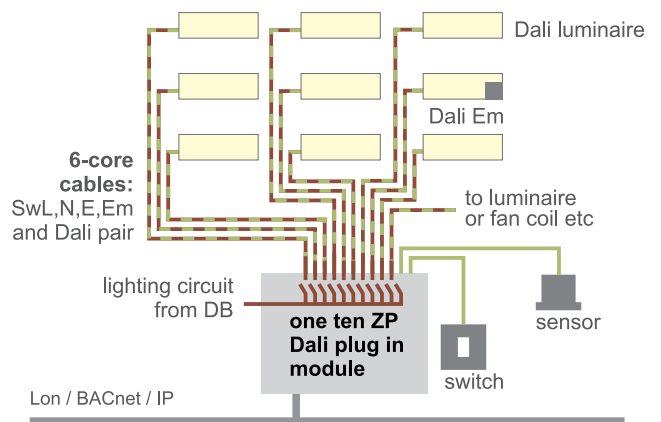 Dali luminaire
Dali Em
6-core
cables:
SwL,N,E,Em
and Dali pair
to luminaire
or fan coil etc
lighting circuit
from DB
one ten ZP
Dali plug in
module
sensor
switch
Lon / BACnet / IP